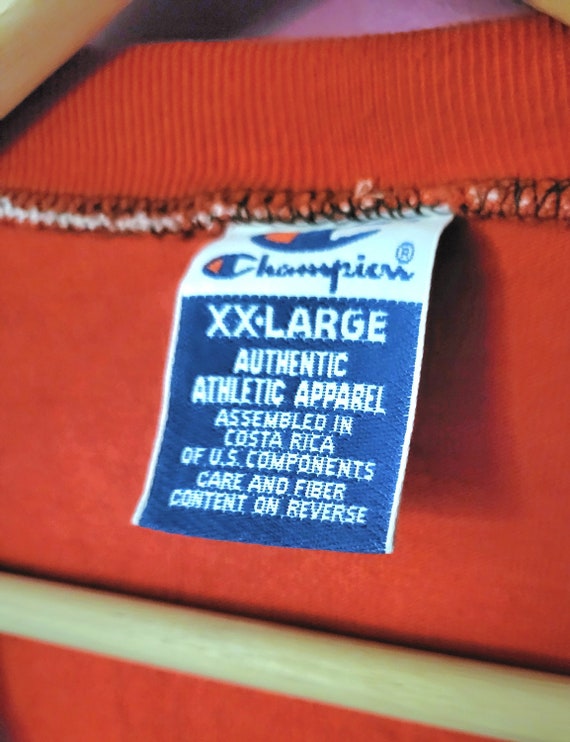 Champion®
XX•LARGE
AUTHENTIC
ATHLETIC APPAREL
ASSEMBLED IN
COSTA RICA
OF U.S. COMPONENTS
CARE AND FIBER
CONTENT ON REVERSE